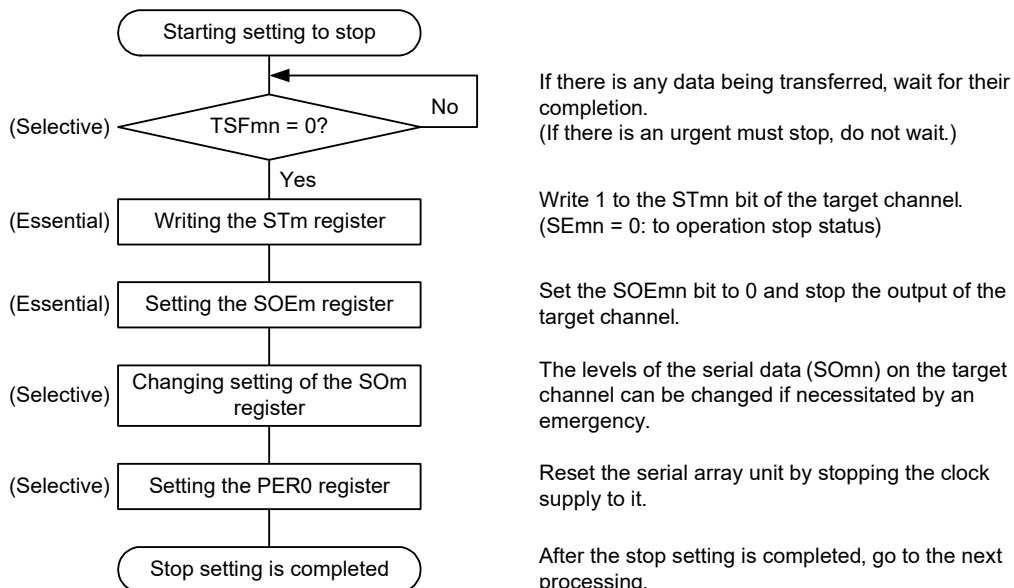 Starting setting to stop
If there is any data being transferred, wait for their
completion.
(If there is an urgent must stop, do not wait.)
No
(Selective)
TSFmn = 0?
Yes
(Essential)
Writing the STm register
Write 1 to the STmn bit of the target channel.
(SEmn = 0: to operation stop status)
(Essential)
Setting the SOEm register
Set the SOEmn bit to 0 and stop the output of the
target channel.
(Selective)
Changing setting of the SOm
register
The levels of the serial data (SOmn) on the target
channel can be changed if necessitated by an
emergency.
(Selective)
Setting the PER0 register
Reset the serial array unit by stopping the clock
supply to it.
Stop setting is completed
After the stop setting is completed, go to the next
processing.